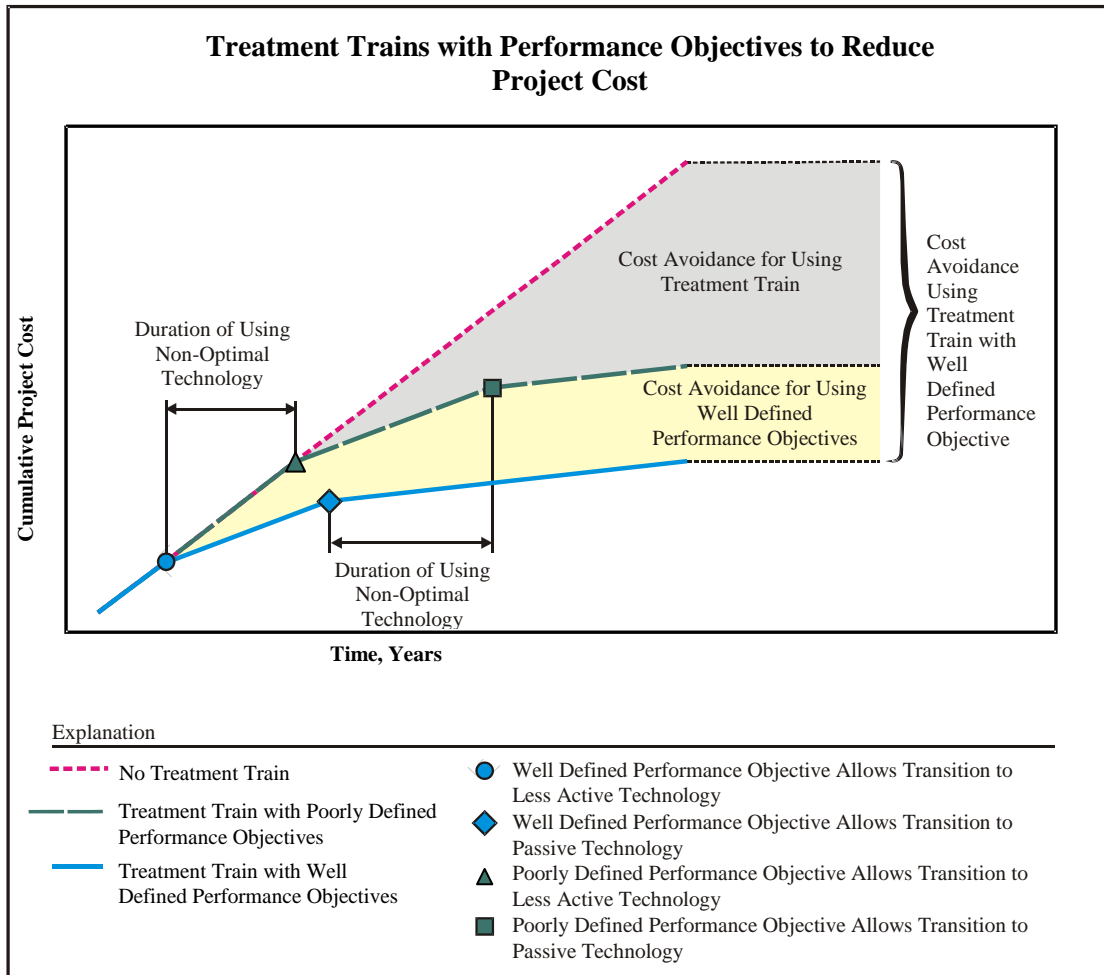 Treatment Trains with Performance Objectives to Reduce
Project Cost
Cumulative Project Cost
Duration of Using
Non-Optimal
Technology
Cost Avoidance for Using
Treatment Train
Cost Avoidance for Using
Well Defined
Performance Objectives
Cost
Avoidance
Using
Treatment
Train with
Well
Defined
Performance
Objective
Duration of Using
Non-Optimal
Technology
Time, Years
Explanation
No Treatment Train
Treatment Train with Poorly Defined
Performance Objectives
Treatment Train with Well
Defined Performance Objectives
Well Defined Performance Objective Allows Transition to
Less Active Technology
Well Defined Performance Objective Allows Transition to
Passive Technology
Poorly Defined Performance Objective Allows Transition to
Less Active Technology
Poorly Defined Performance Objective Allows Transition to
Passive Technology